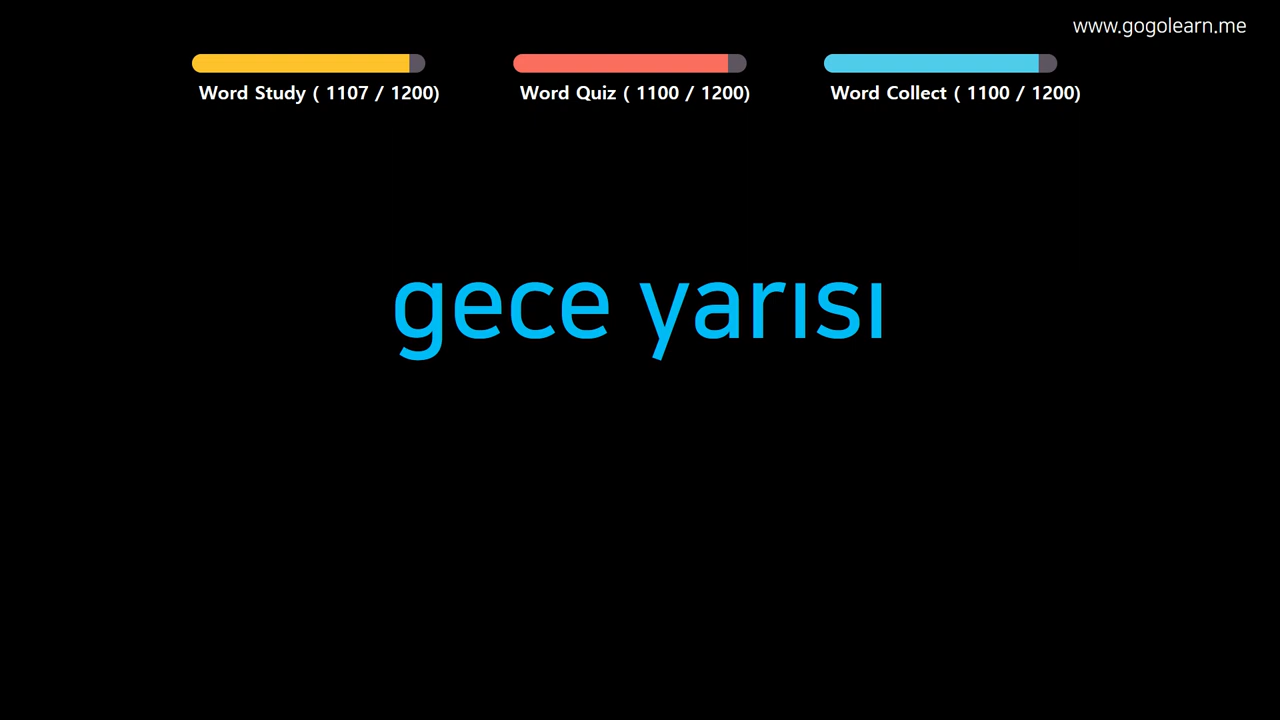 www.gogolearn.me
Word Study ( 1107 / 1200)
Word Quiz ( 1100 / 1200)
Word Collect ( 1100 / 1200)
gece yarısı